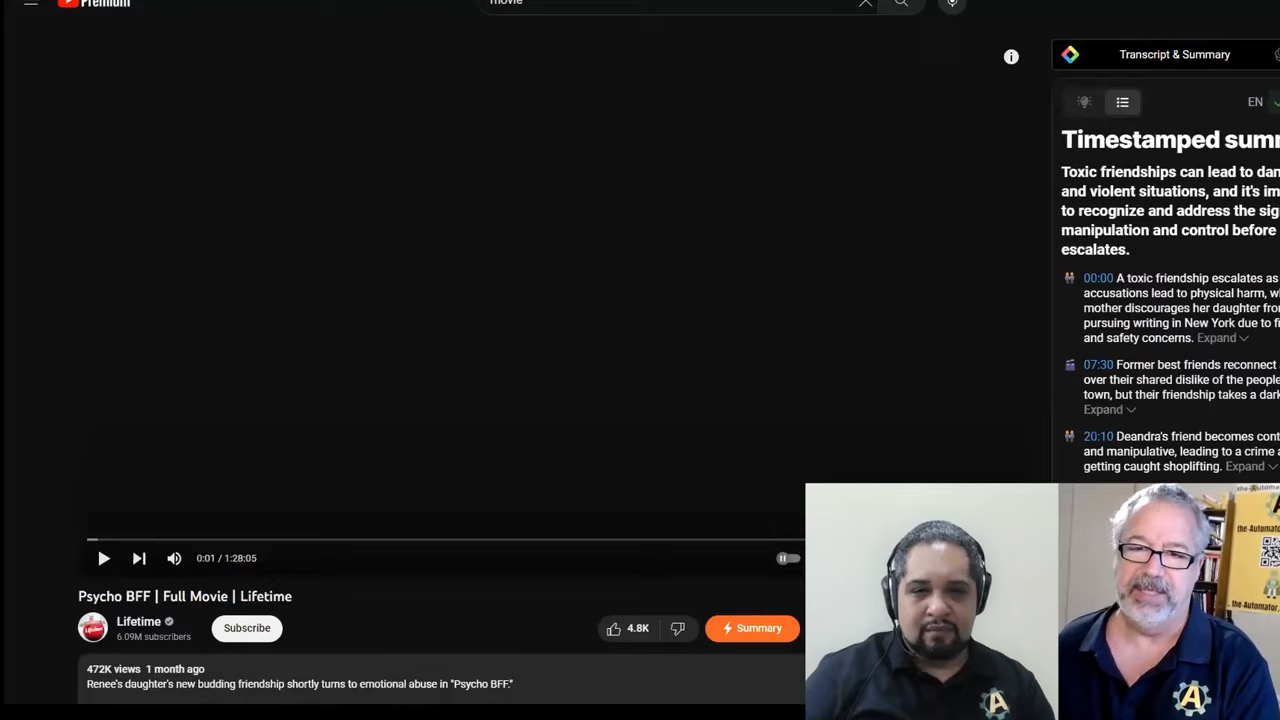 Premium
movie
Transcript & Summary
EN
Timestamped sum
Toxic friendships can lead to dan
and violent situations, and it's im
to recognize and address the sig
manipulation and control before
escalates.
00:00 A toxic friendship escalates as
accusations lead to physical harm, w
mother discourages her daughter from
pursuing writing in New York due to fi
and safety concerns. Expand
07:30 Former best friends reconnect
over their shared dislike of the people
town, but their friendship takes a dark
Expand
20:10 Deandra's friend becomes cont
and manipulative, leading to a crime a
getting caught shoplifting. Expand
0:01 / 1:28:05
Psycho BFF | Full Movie | Lifetime
Lifetime
6.09M subscribers
Subscribe
4.8K
Summary
472K views 1 month ago
Renee's daughter's new budding friendship shortly turns to emotional abuse in "Psycho BFF."
the-Automator
the-Automator
A
A